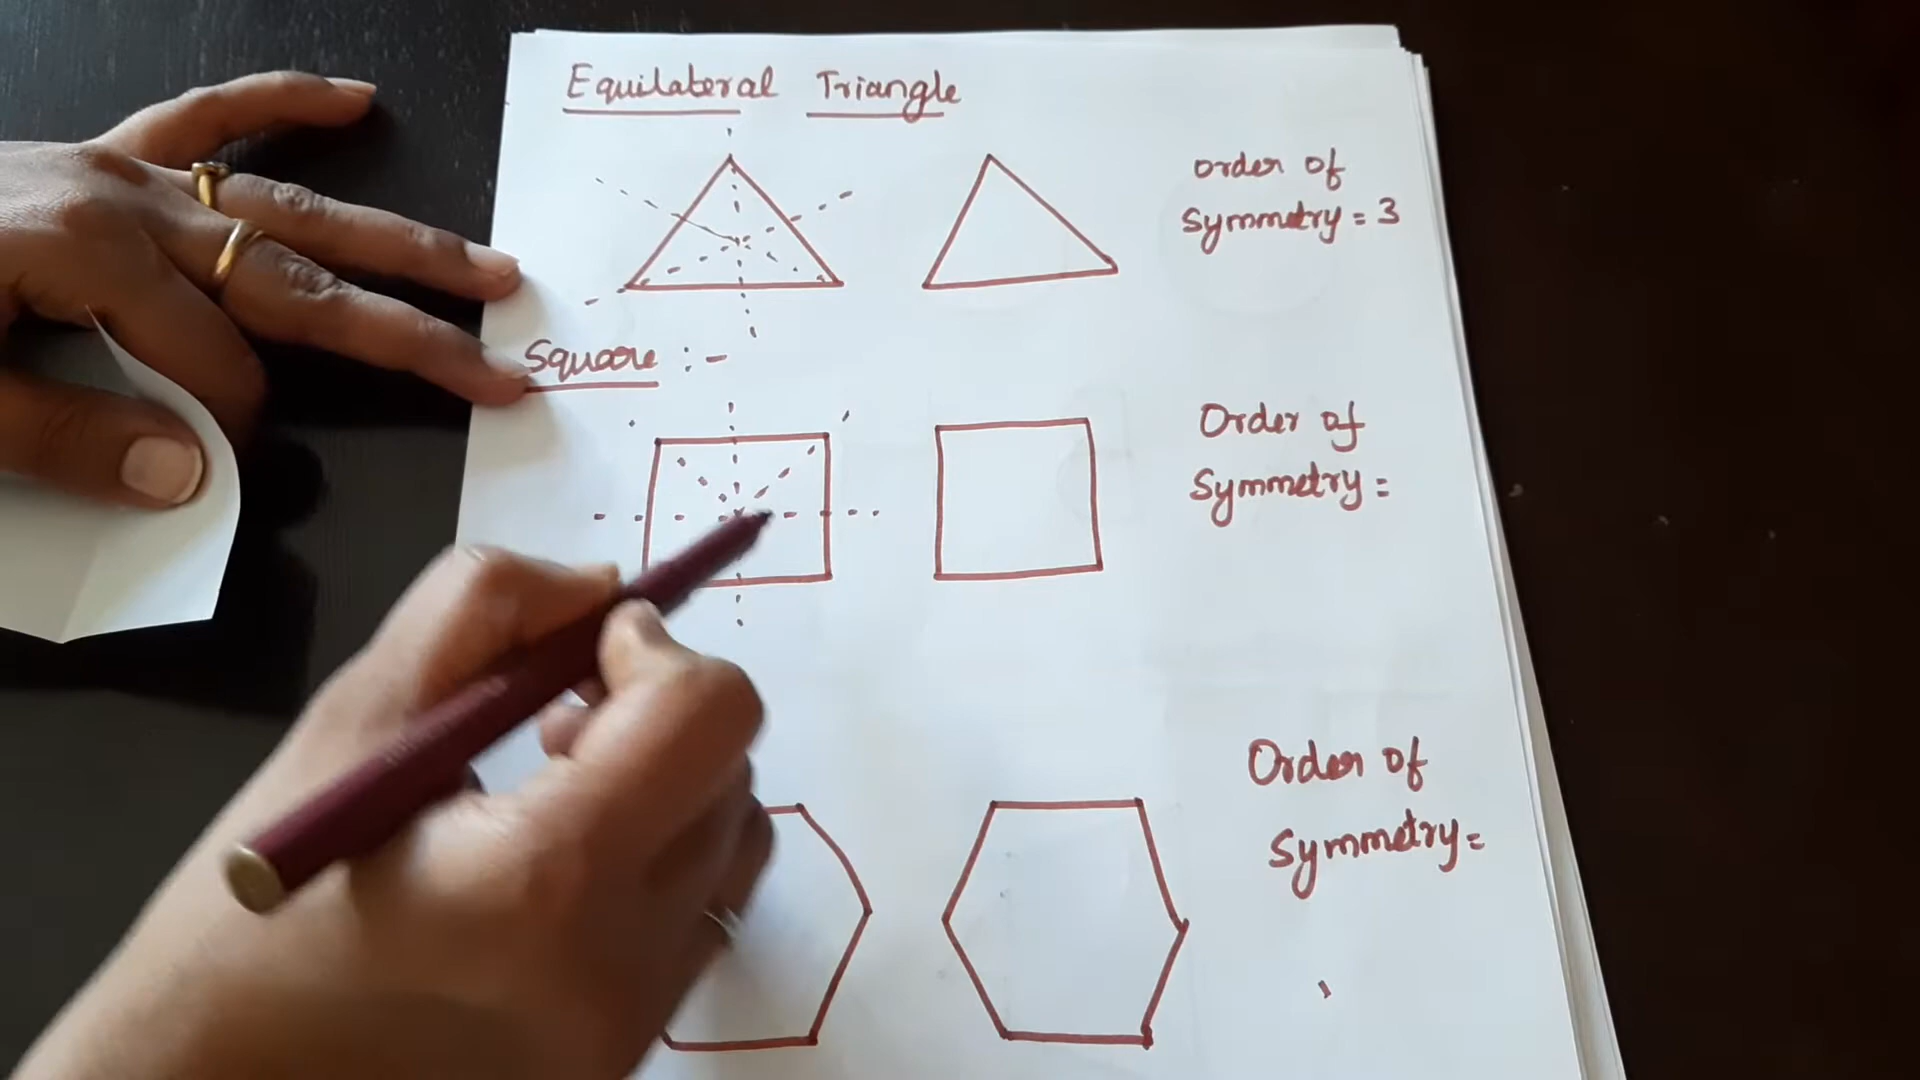 Equilateral Triangle
order of
Symmetry = 3
Square :-
Order of
Symmetry =
Order of
Symmetry =